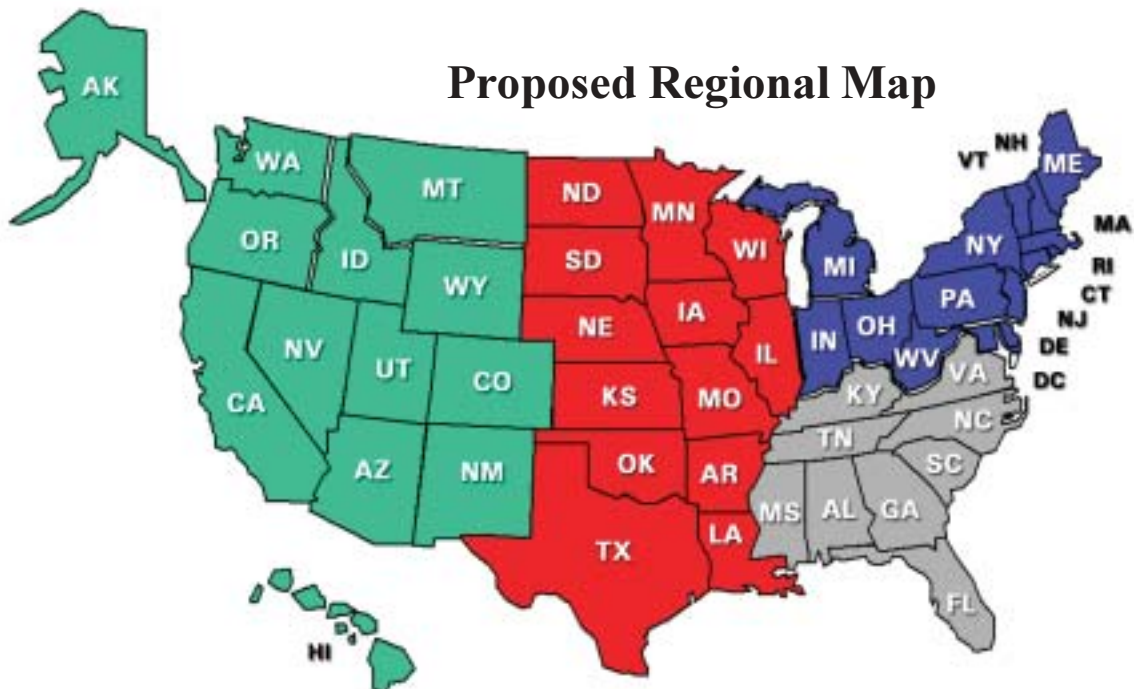 Proposed Regional Map
AK
WA
MT
ND
MN
VT
NH
ME
OR
ID
WY
SD
WI
MI
NY
MA
RI
CT
NJ
DE
DC
NV
UT
CO
NE
IA
IL
IN
OH
PA
WV
VA
CA
KS
MO
KY
NC
AZ
NM
OK
AR
TN
SC
TX
LA
MS
AL
GA
FL
HI